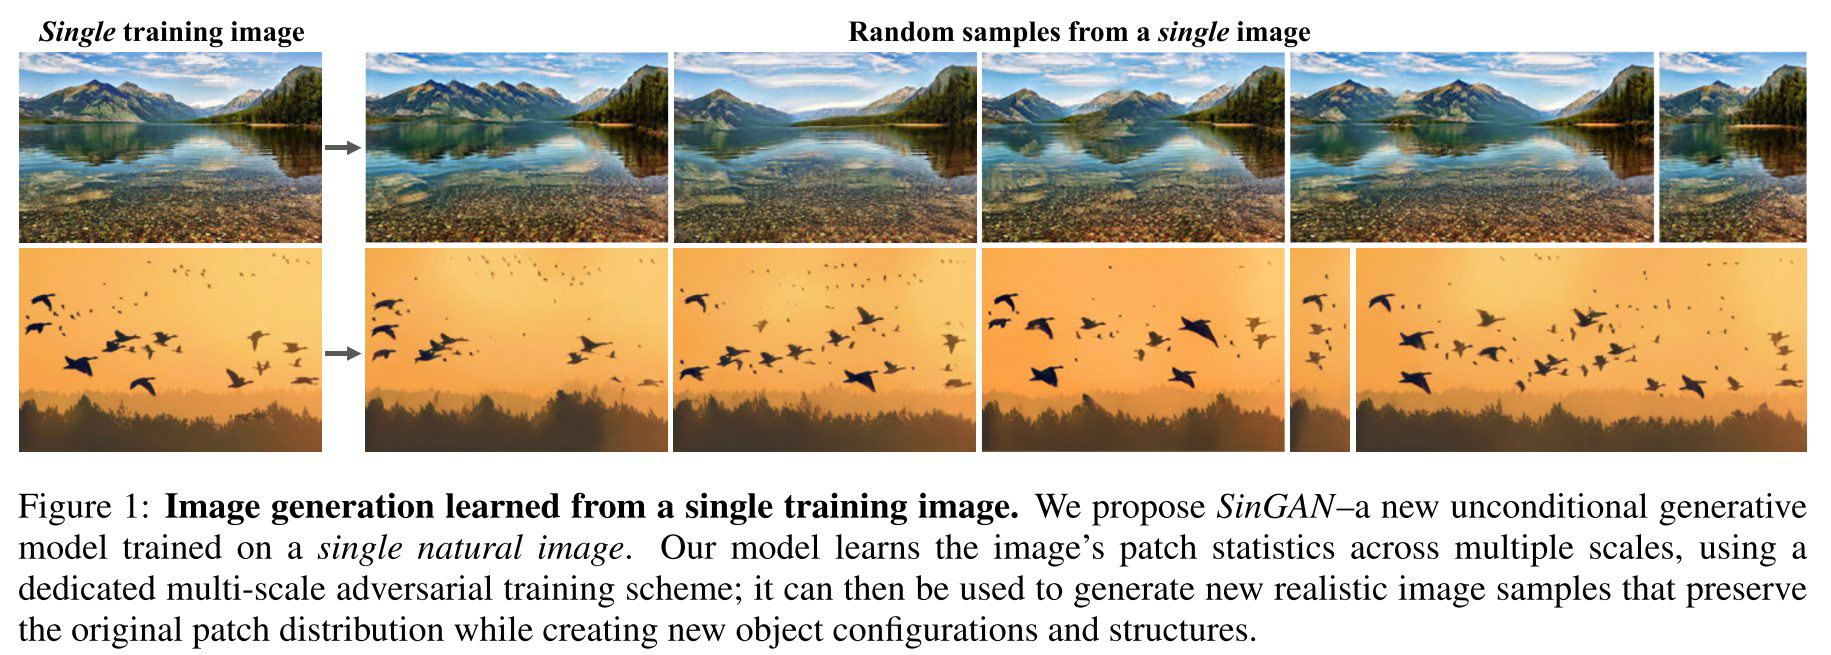 Single training image
Random samples from a single image
Figure 1: Image generation learned from a single training image. We propose SinGAN–a new unconditional generative
model trained on a single natural image. Our model learns the image's patch statistics across multiple scales, using a
dedicated multi-scale adversarial training scheme; it can then be used to generate new realistic image samples that preserve
the original patch distribution while creating new object configurations and structures.